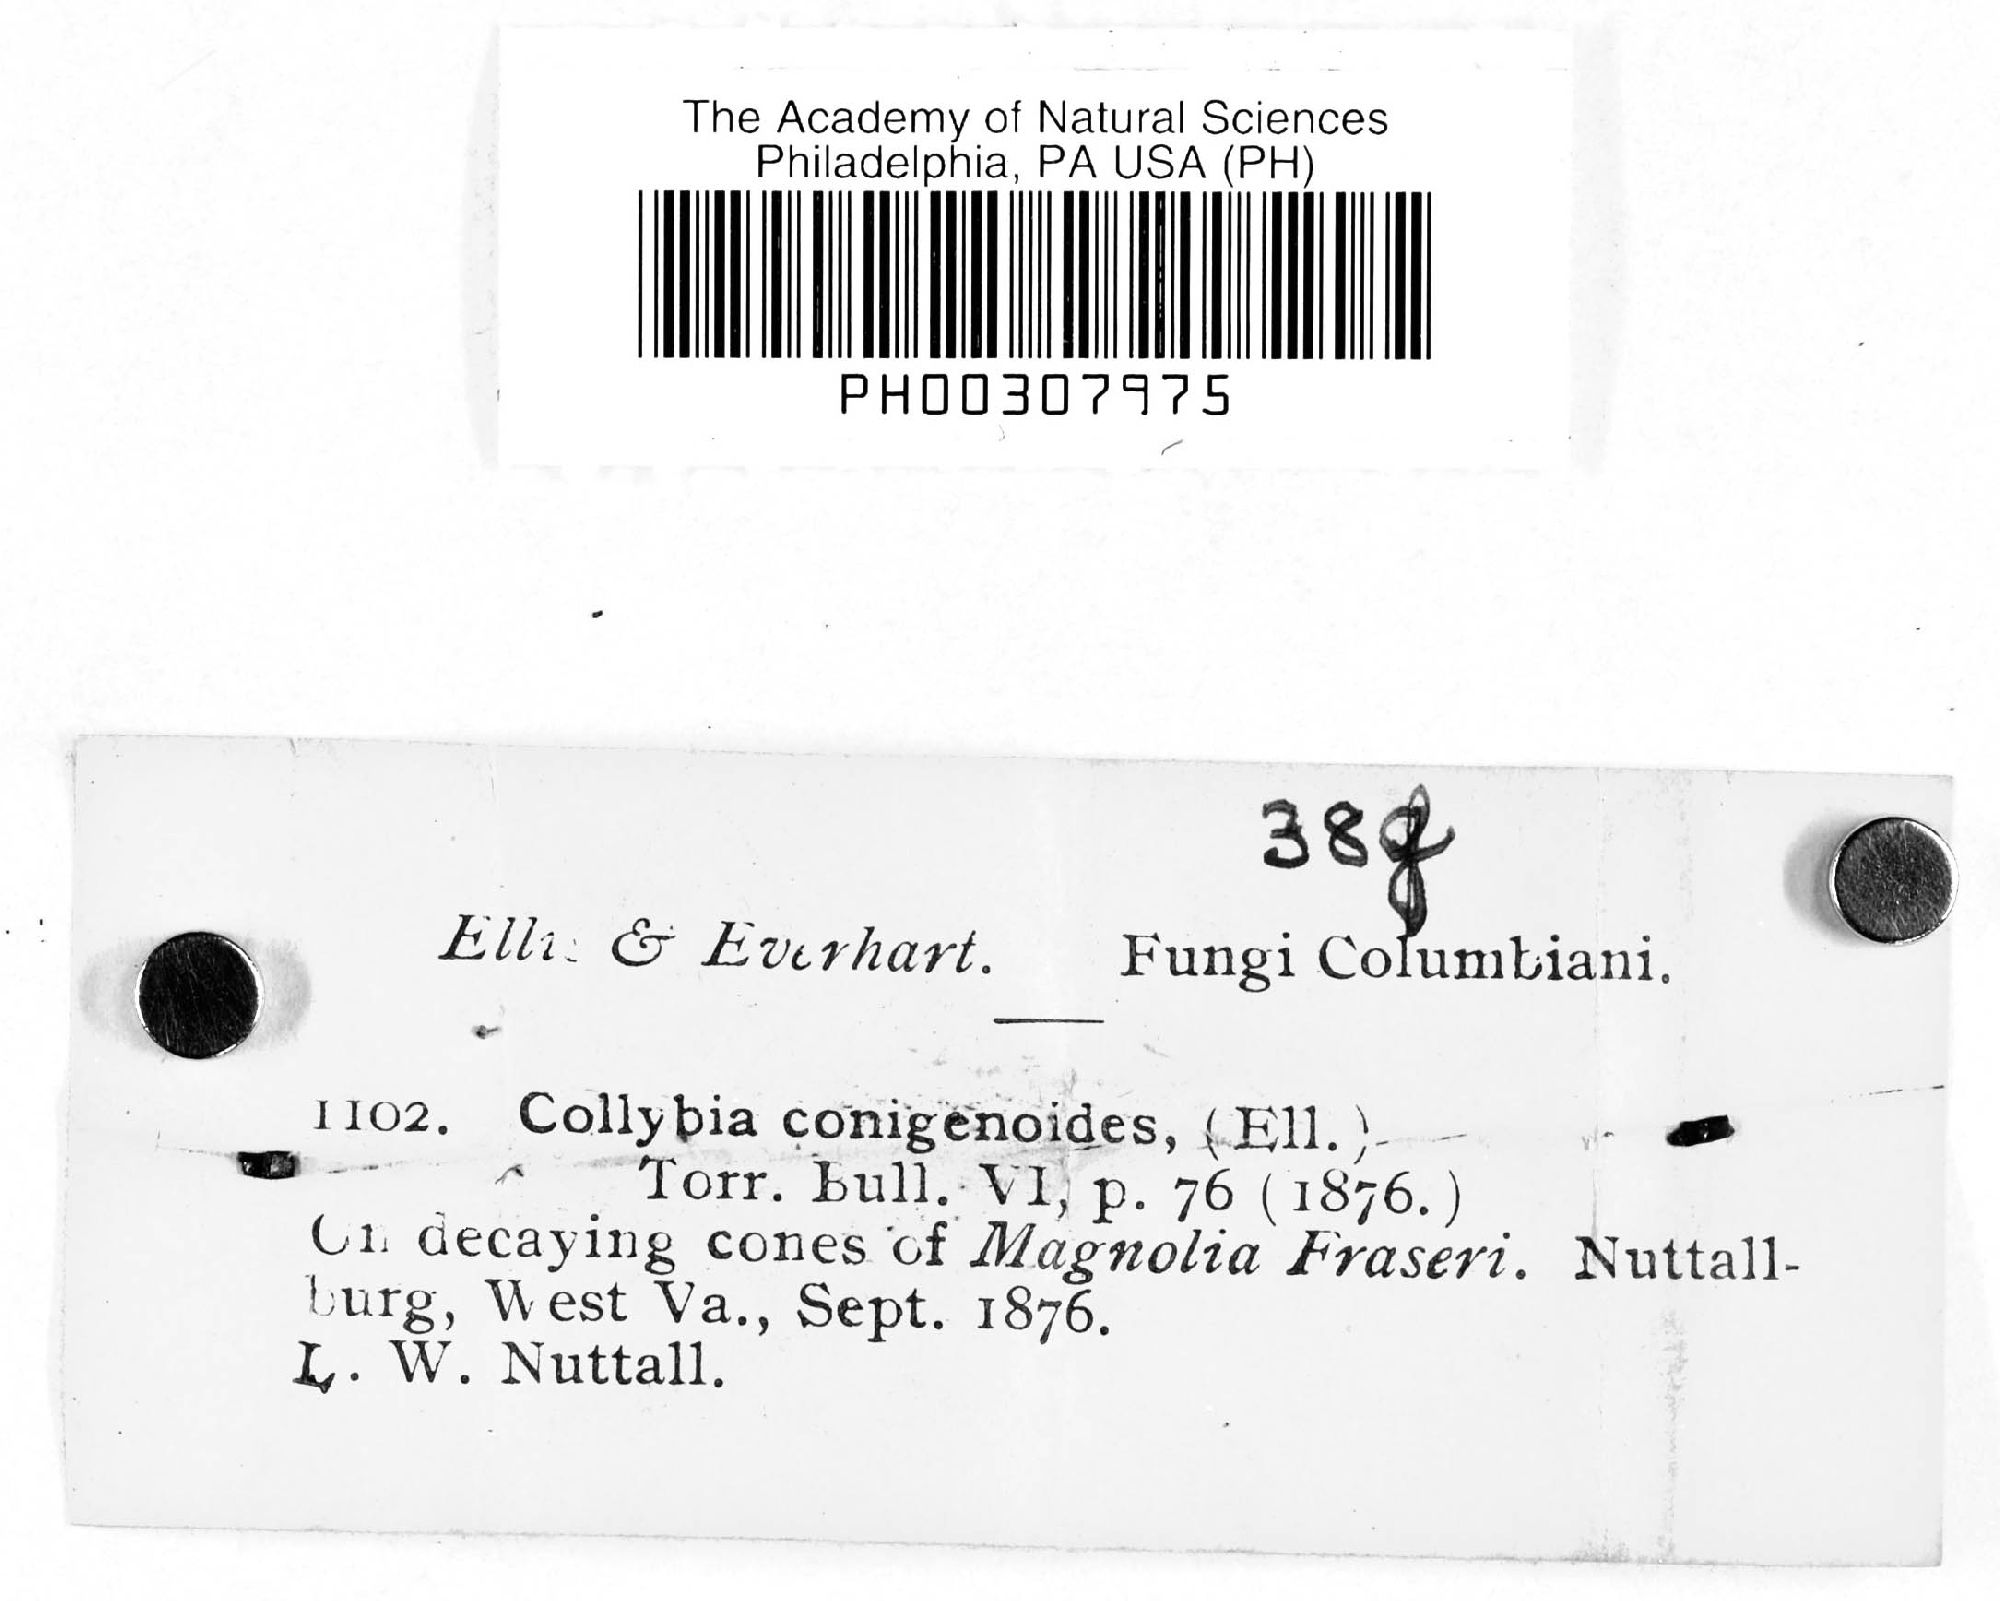 The Academy of Natural Sciences
Philadelphia, PA USA (PH)
PH00307975
38
Ellis & Everhart. Fungi Columbiani.
1102. Collybia conigenoides, (Ell.)
Torr. Bull. VI, p. 76 (1876.)
On decaying cones of Magnolia Fraseri. Nuttall-
burg, West Va., Sept. 1876.
L. W. Nuttall.